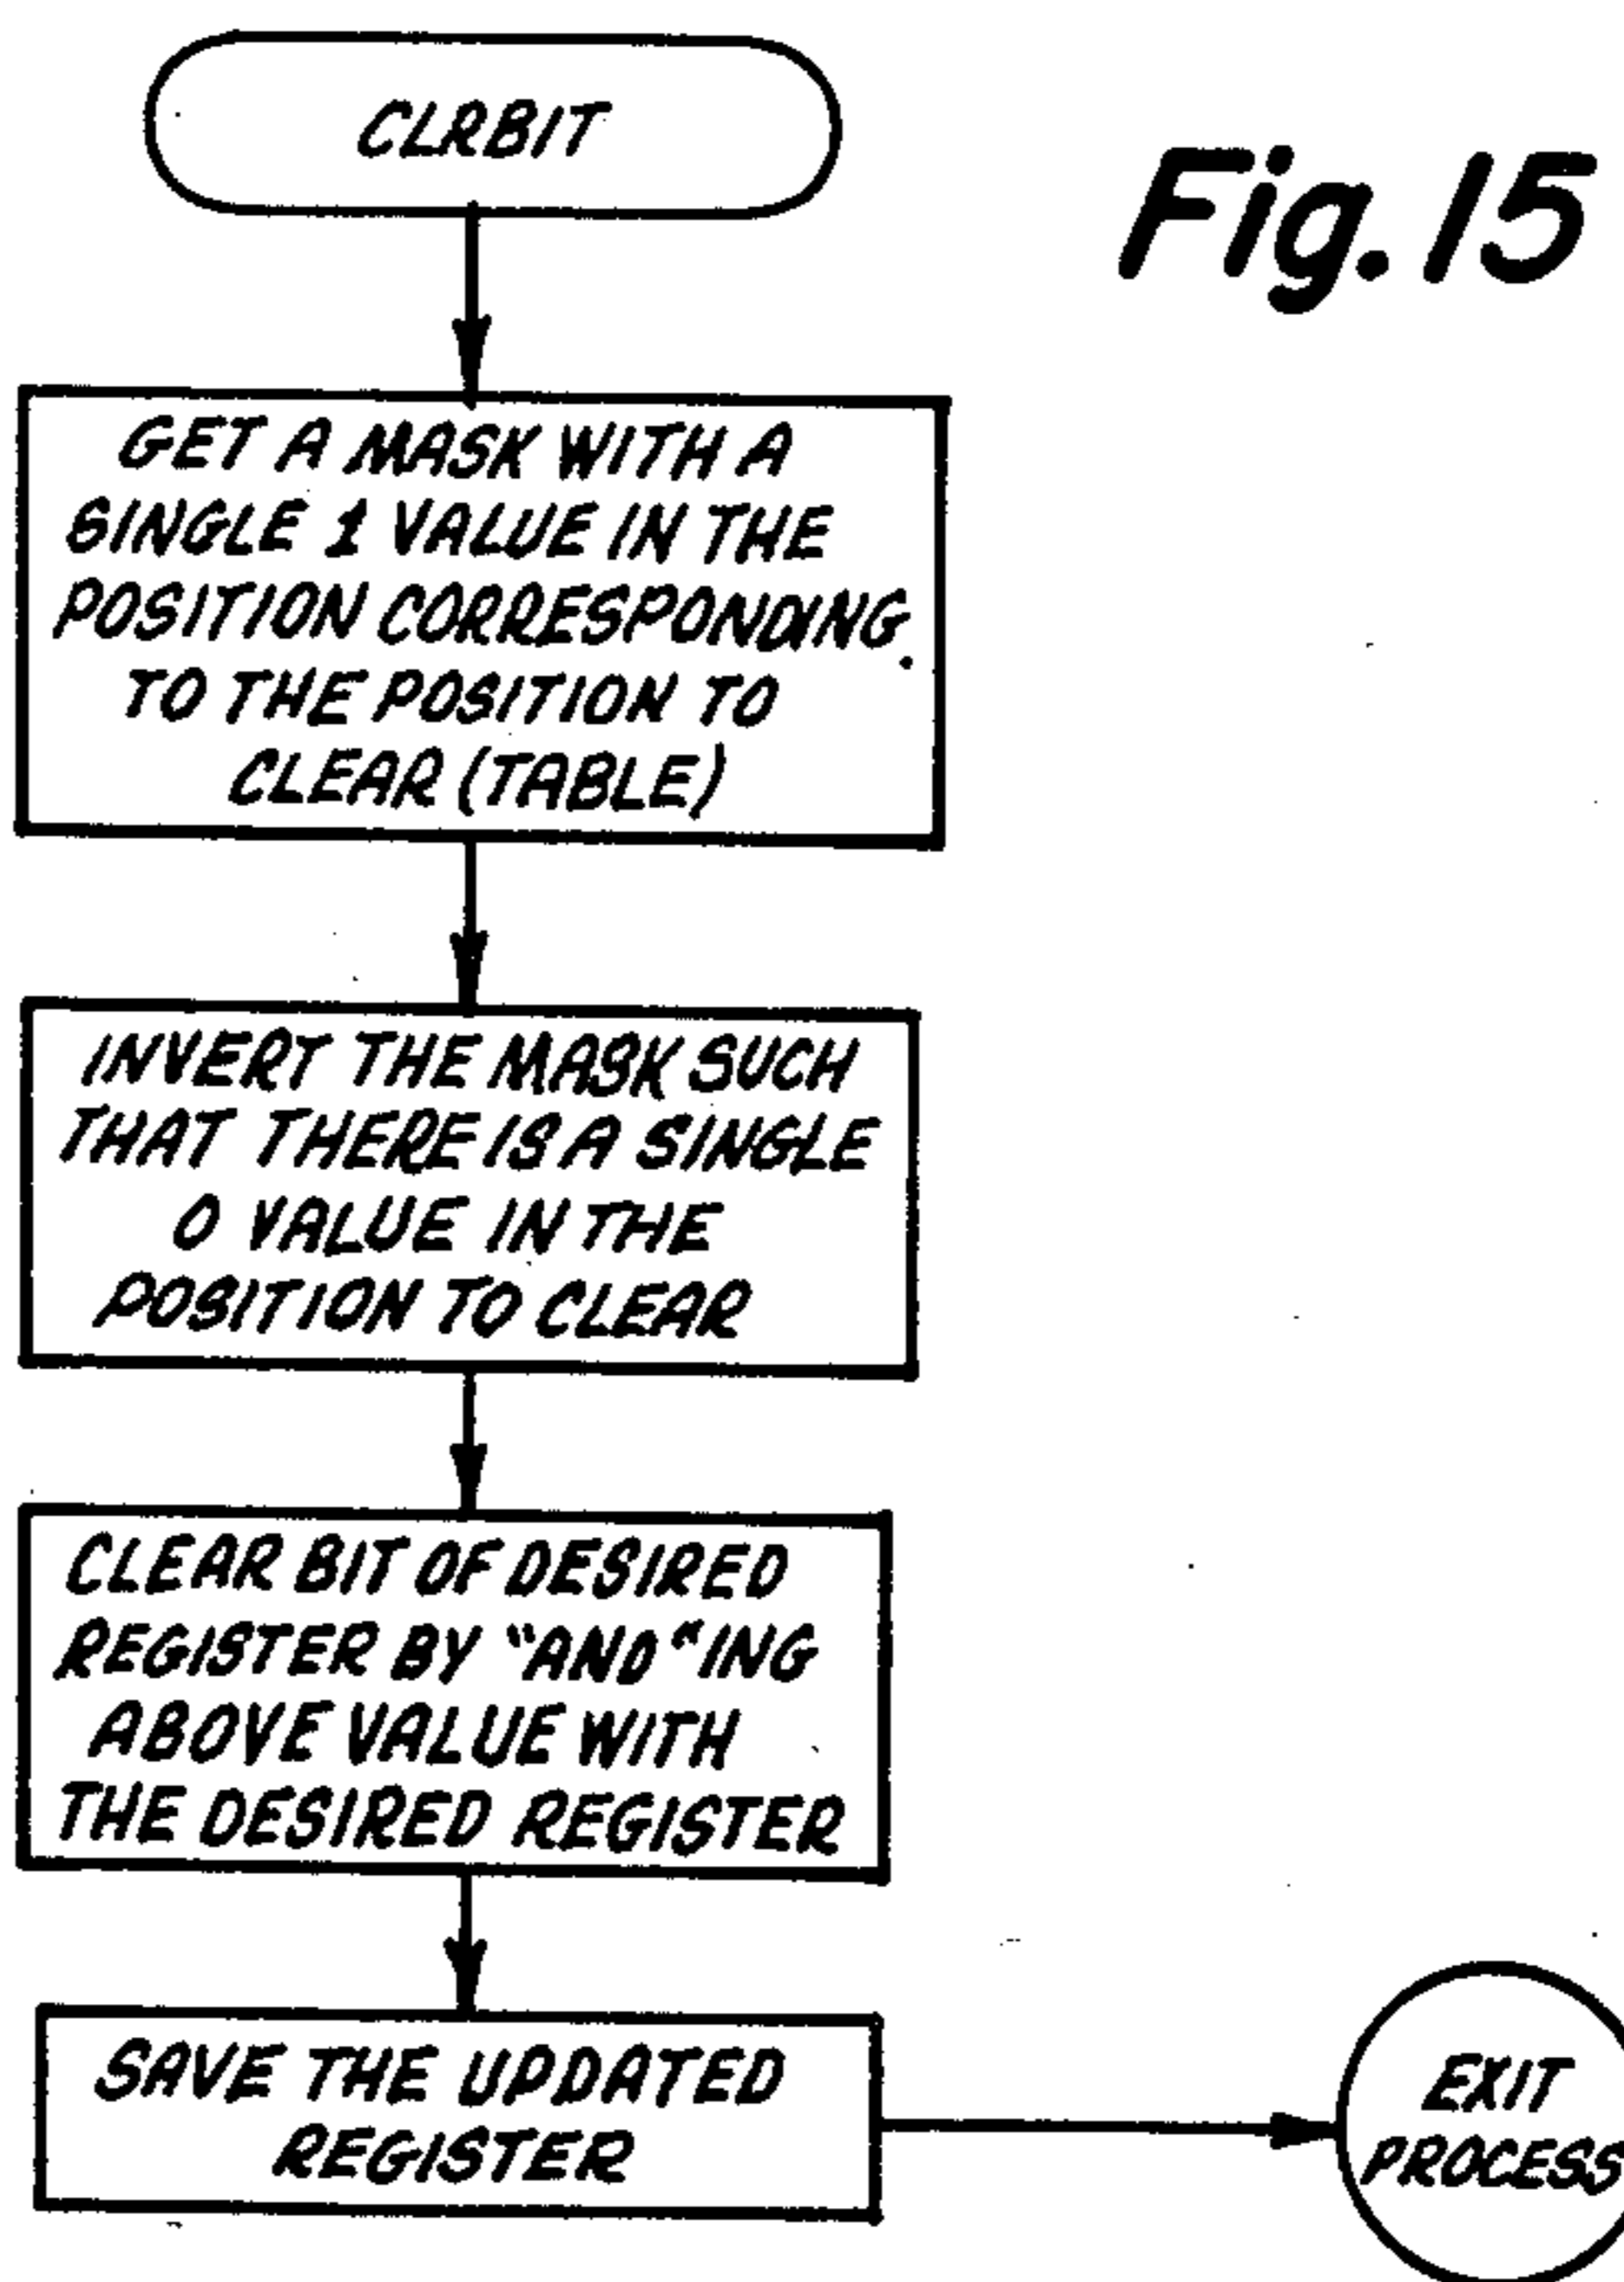 CLRBIT
Fig. 15
GET A MASK WITH A
SINGLE 1 VALUE IN THE
POSITION CORRESPONDING
TO THE POSITION TO
CLEAR (TABLE)
INVERT THE MASK SUCH
THAT THERE IS A SINGLE
0 VALUE IN THE
POSITION TO CLEAR
CLEAR BIT OF DESIRED
REGISTER BY "AND"ING
ABOVE VALUE WITH
THE DESIRED REGISTER
SAVE THE UPDATED
REGISTER
EXIT
PROCESS